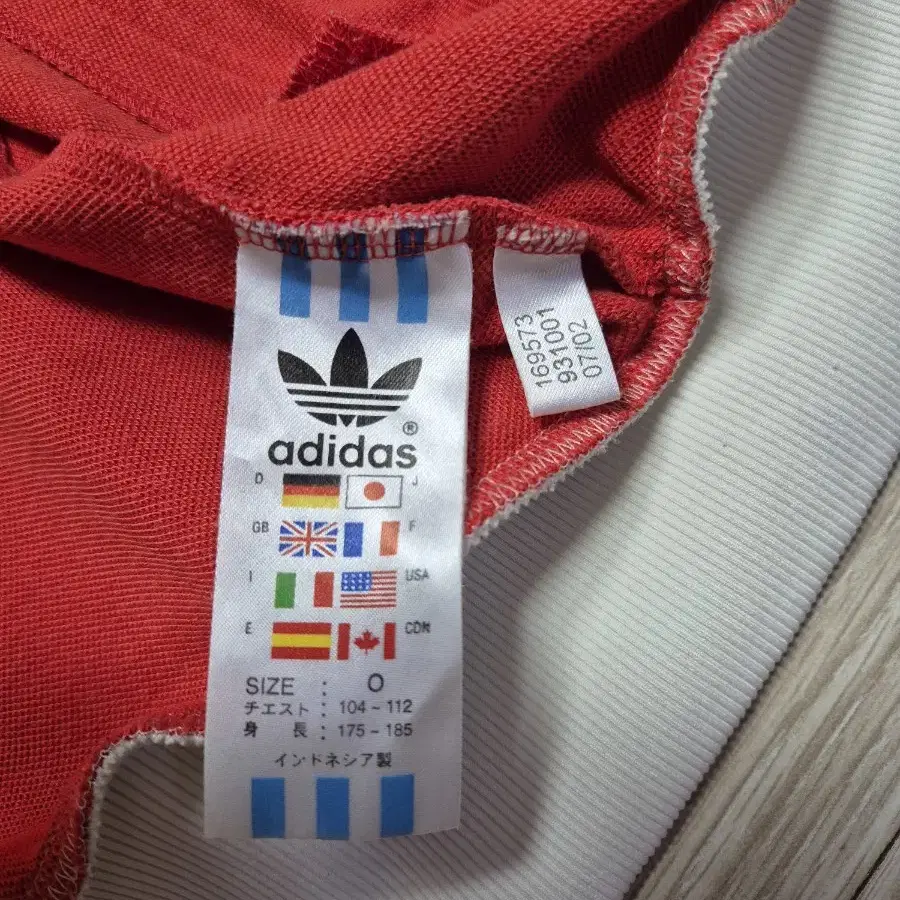 adidas®
D J
GB F
I USA
E CDN
SIZE : O
チェスト : 104~112
身 長 : 175~185
インドネシア製
169573
931001
07/02